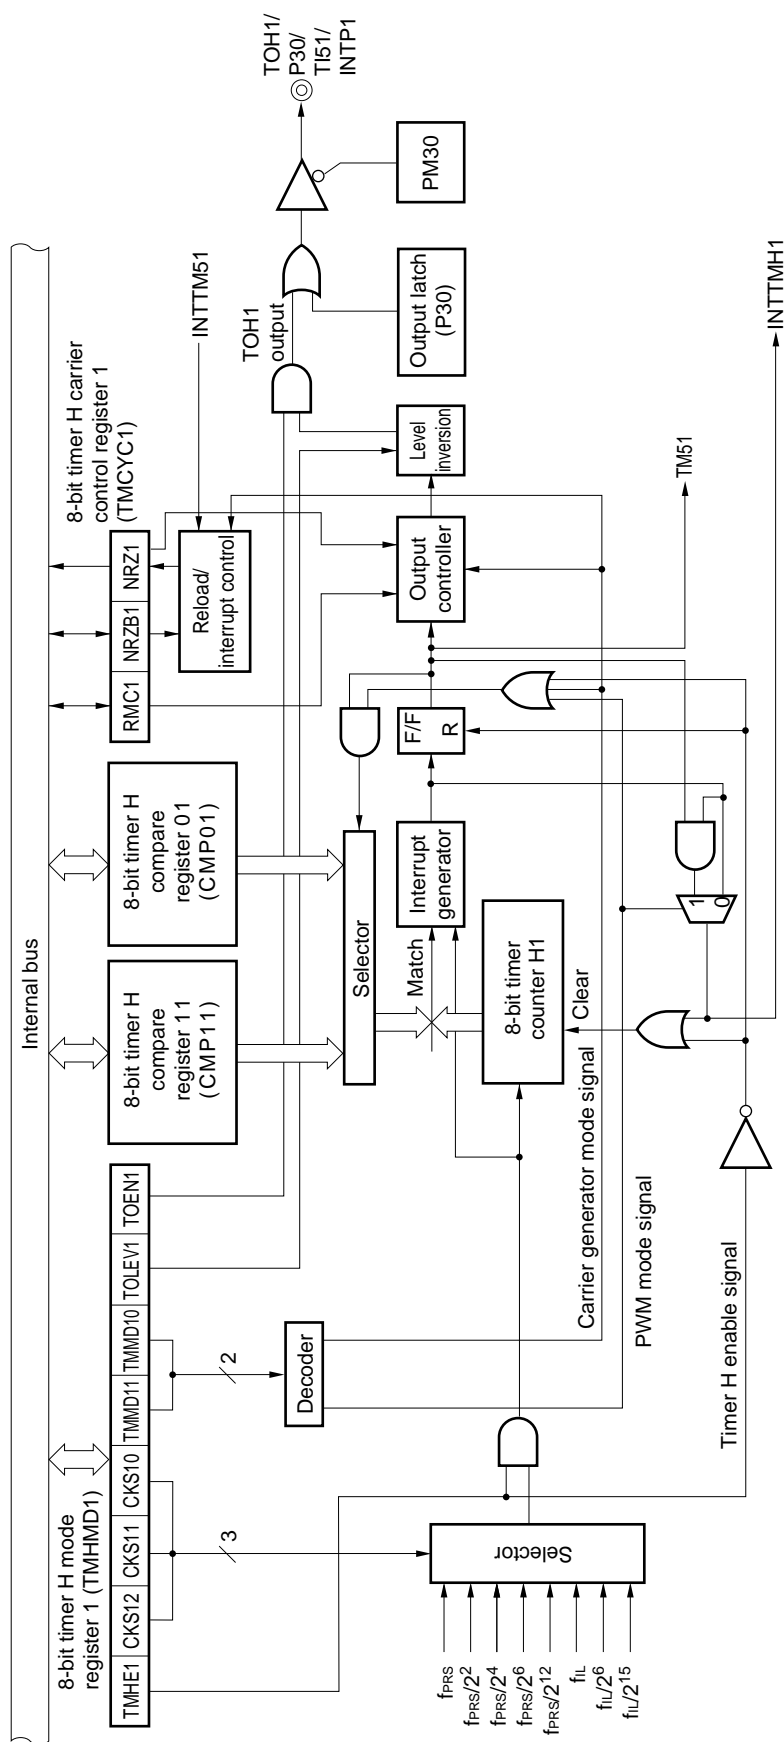 Internal bus
8-bit timer H mode
register 1 (TMHMD1)
TMHE1
CKS12
CKS11
CKS10
TMMD11
TMMD10
TOLEV1
TOEN1
8-bit timer H
compare
register 11
(CMP11)
8-bit timer H
compare
register 01
(CMP01)
8-bit timer H carrier
control register 1
(TMCYC1)
RMC1
NRZB1
NRZ1
Reload/
interrupt control
INTTM51
TOH1
output
TOH1/
P30/
TI51/
INTP1
3
2
Decoder
Selector
Match
Interrupt
generator
F/F
R
Output
controller
Level
inversion
Output latch
(P30)
PM30
fPRS
fPRS/2²
fPRS/2⁴
fPRS/2⁶
fPRS/2¹²
fIL
fIL/2⁶
fIL/2¹⁵
Selector
8-bit timer
counter H1
Clear
Carrier generator mode signal
PWM mode signal
Timer H enable signal
1
0
TM51
INTTMH1